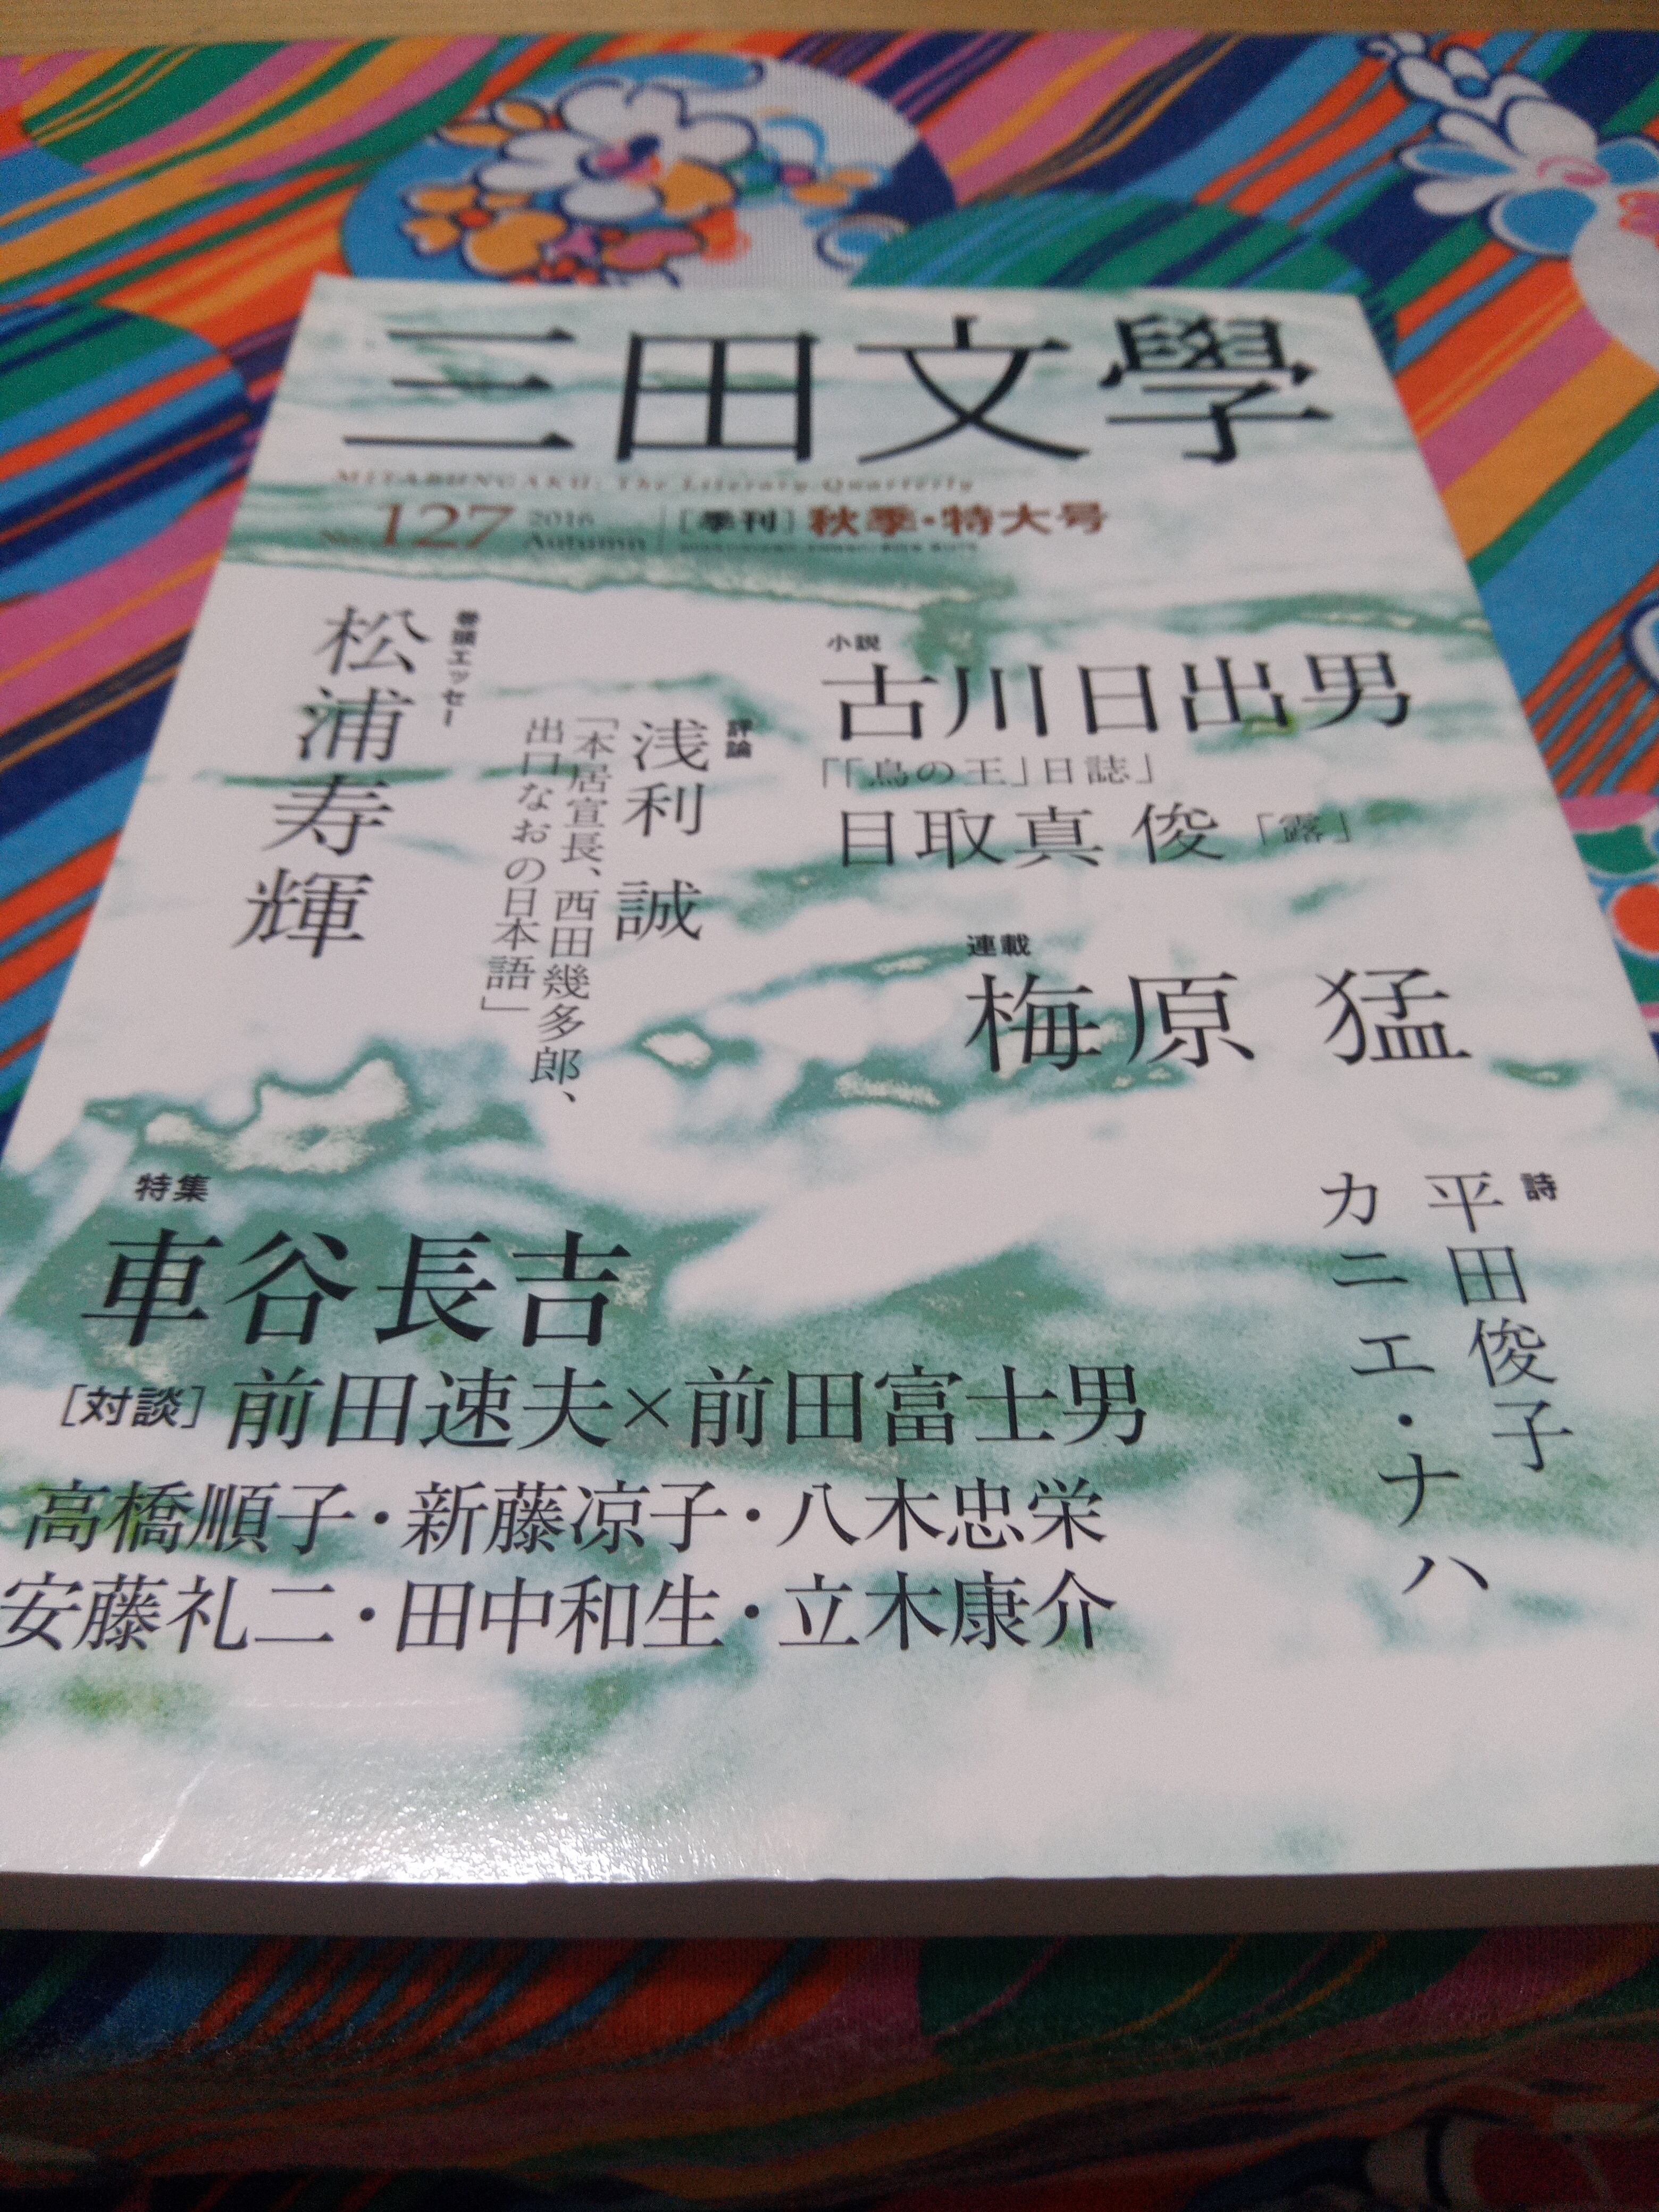 三田文學
MITABUNGAKU: The Literary Quarterly
No. 127 2016 Autumn [季刊] 秋季・特大号
小説
古川日出男
「「鳥の王」日誌」
目取真 俊「露」
連載
梅原 猛
評論
浅利 誠
「本居宣長、西田幾多郎、
出口なおの日本語」
巻頭エッセー
松浦寿輝
詩
平田俊子
カニエ・ナハ
特集
車谷長吉
[対談] 前田速夫×前田富士男
高橋順子・新藤凉子・八木忠栄
安藤礼二・田中和生・立木康介